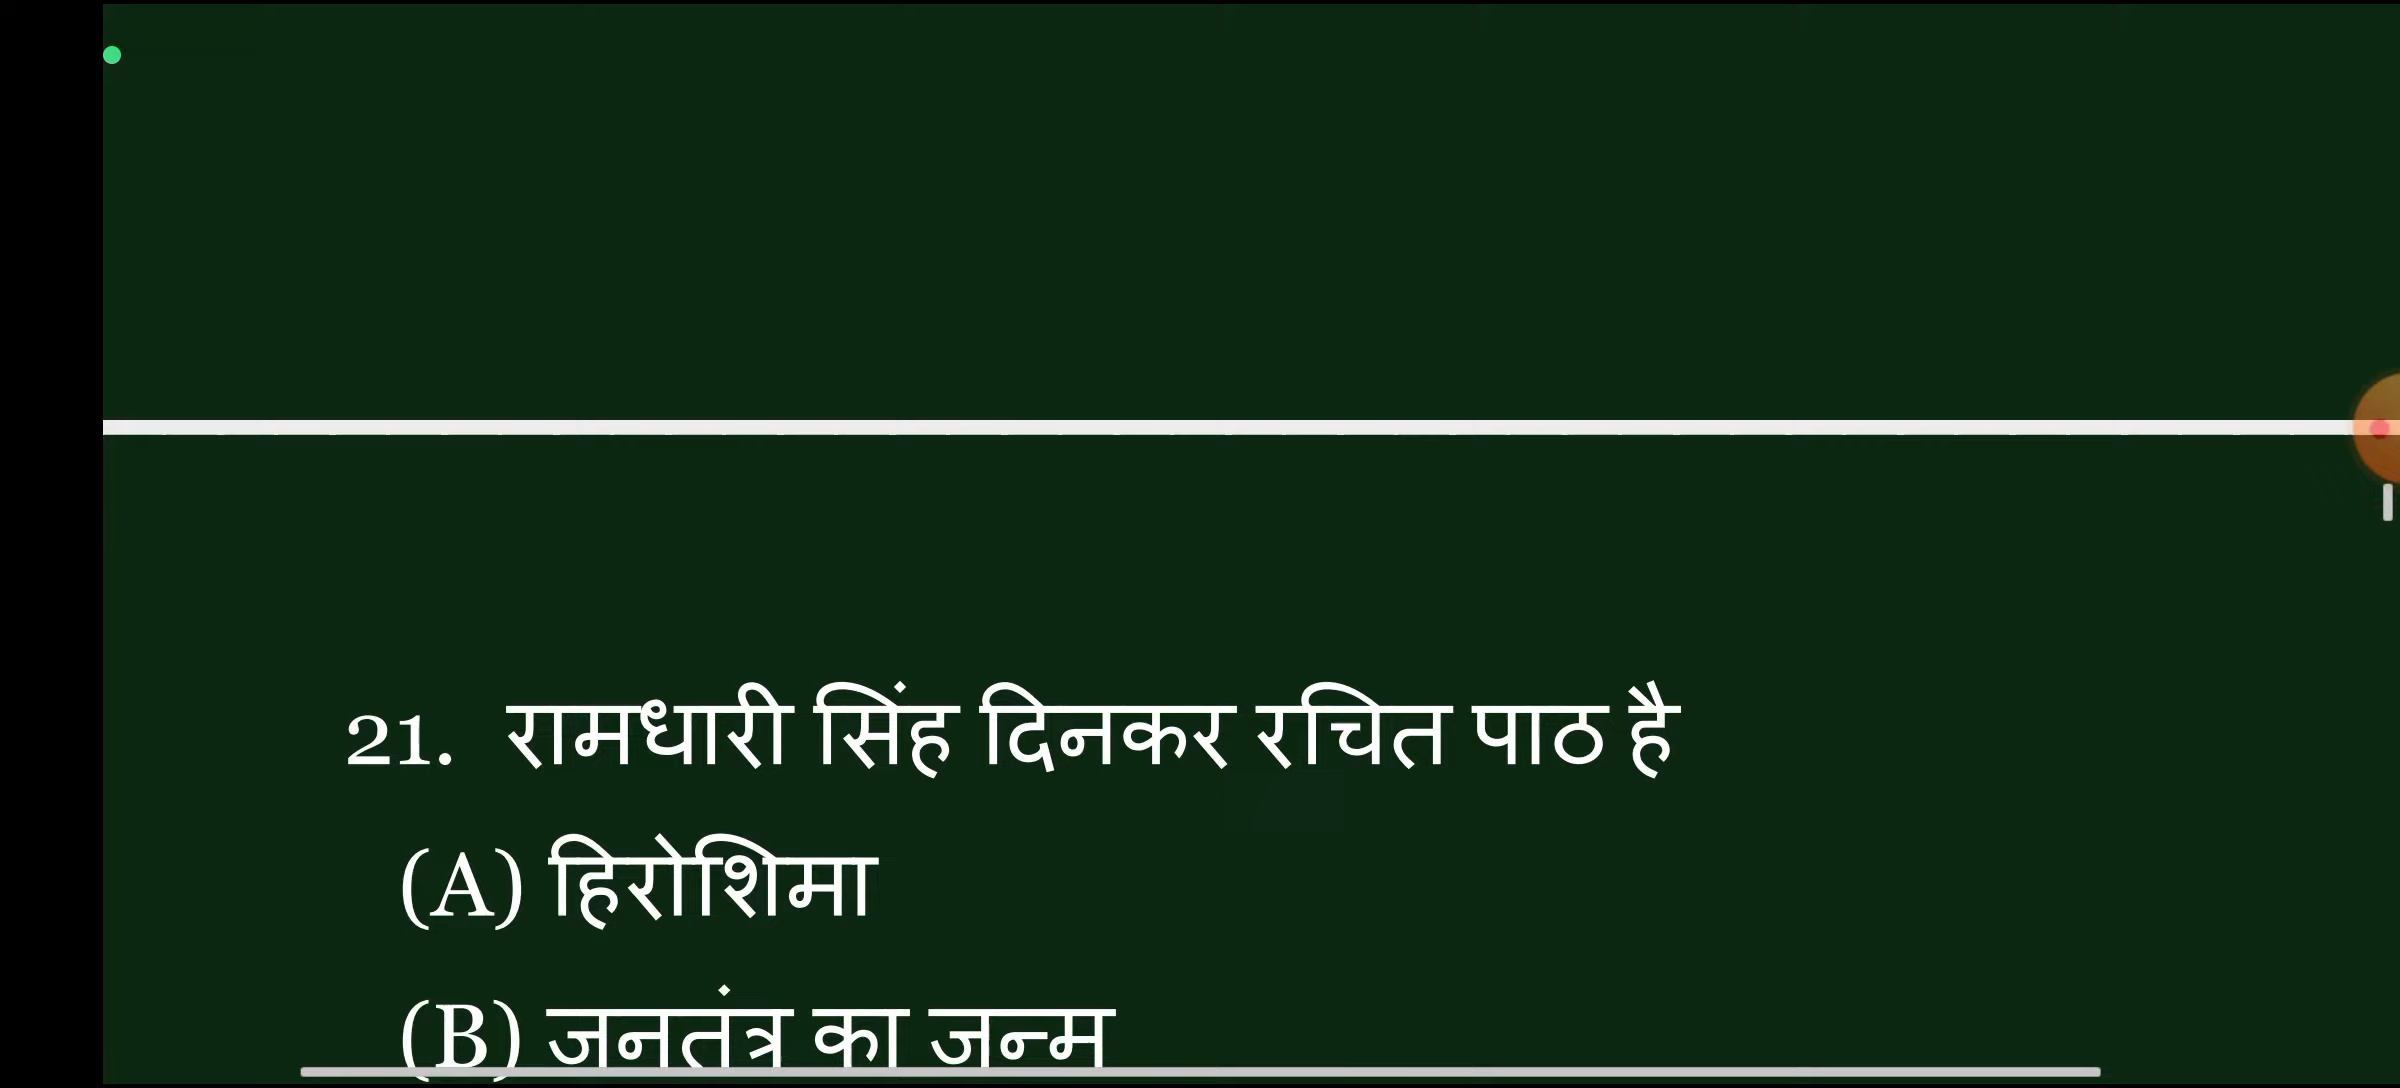 21. रामधारी सिंह दिनकर रचित पाठ है
(A) हिरोशिमा
(B) जनतंत्र का जन्म